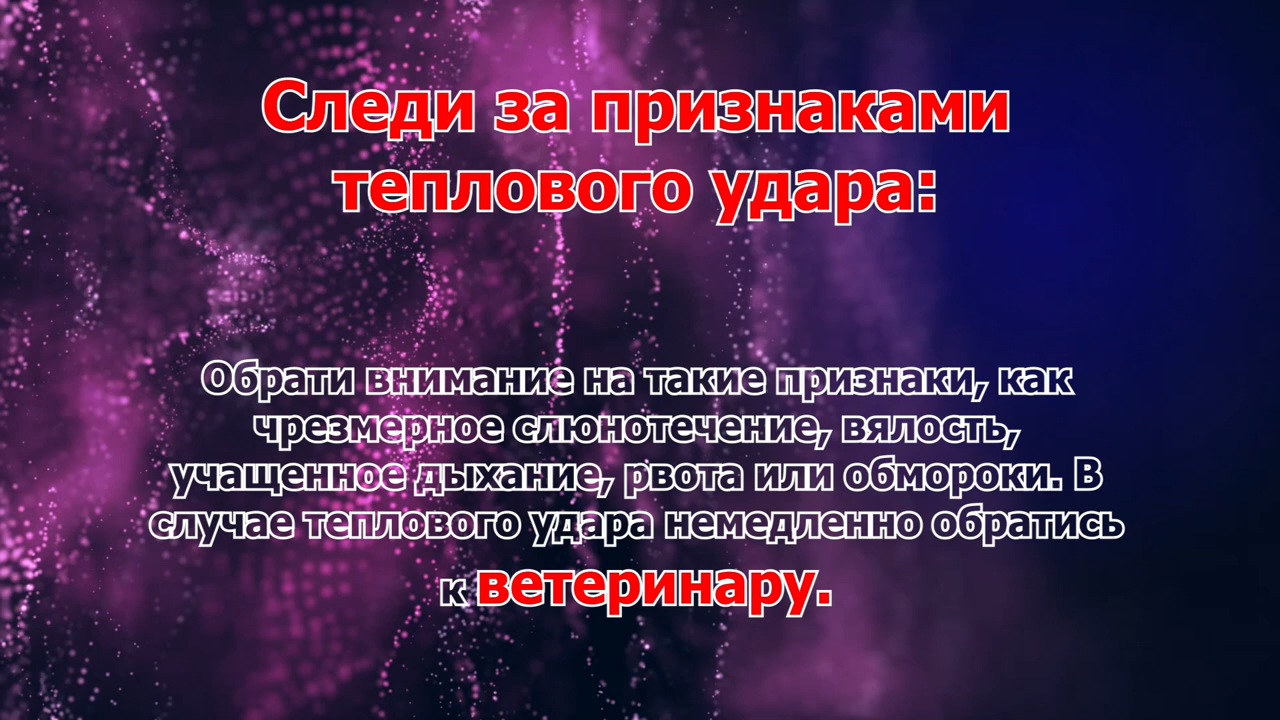 Следи за признаками
теплового удара:
Обрати внимание на такие признаки, как
чрезмерное слюнотечение, вялость,
учащенное дыхание, рвота или обмороки. В
случае теплового удара немедленно обратись
к ветеринару.